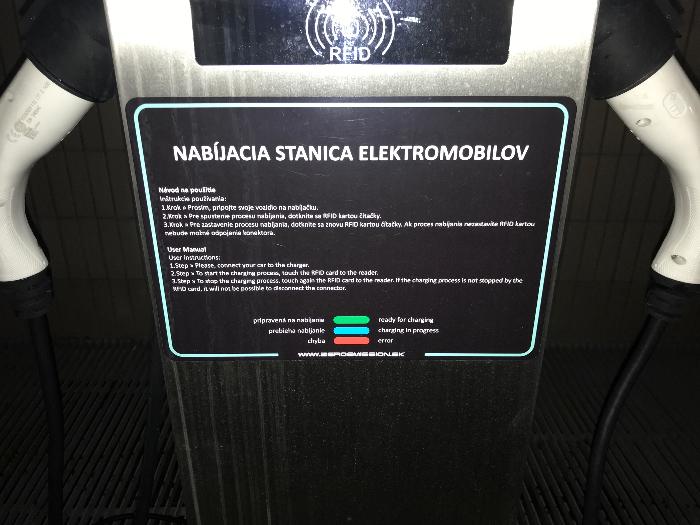 RFID
NABÍJACIA STANICA ELEKTROMOBILOV
Návod na použitie
Inštrukcie používania:
1.Krok » Prosím, pripojte svoje vozidlo na nabíjačku.
2.Krok » Pre spustenie procesu nabíjania, dotknite sa RFID kartou čítačky.
3.Krok » Pre zastavenie procesu nabíjania, dotknite sa znovu RFID kartou čítačky. Ak proces nabíjania nezastavíte RFID kartou
nebude možné odpojenie konektora.
User Manual
User instructions:
1.Step » Please, connect your car to the charger.
2.Step » To start the charging process, touch the RFID card to the reader.
3.Step » To stop the charging process, touch again the RFID card to the reader. If the charging process is not stopped by the
RFID card, it will not be possible to disconnect the connector.
pripravená na nabíjanie ready for charging
prebieha nabíjanie charging in progress
chyba error